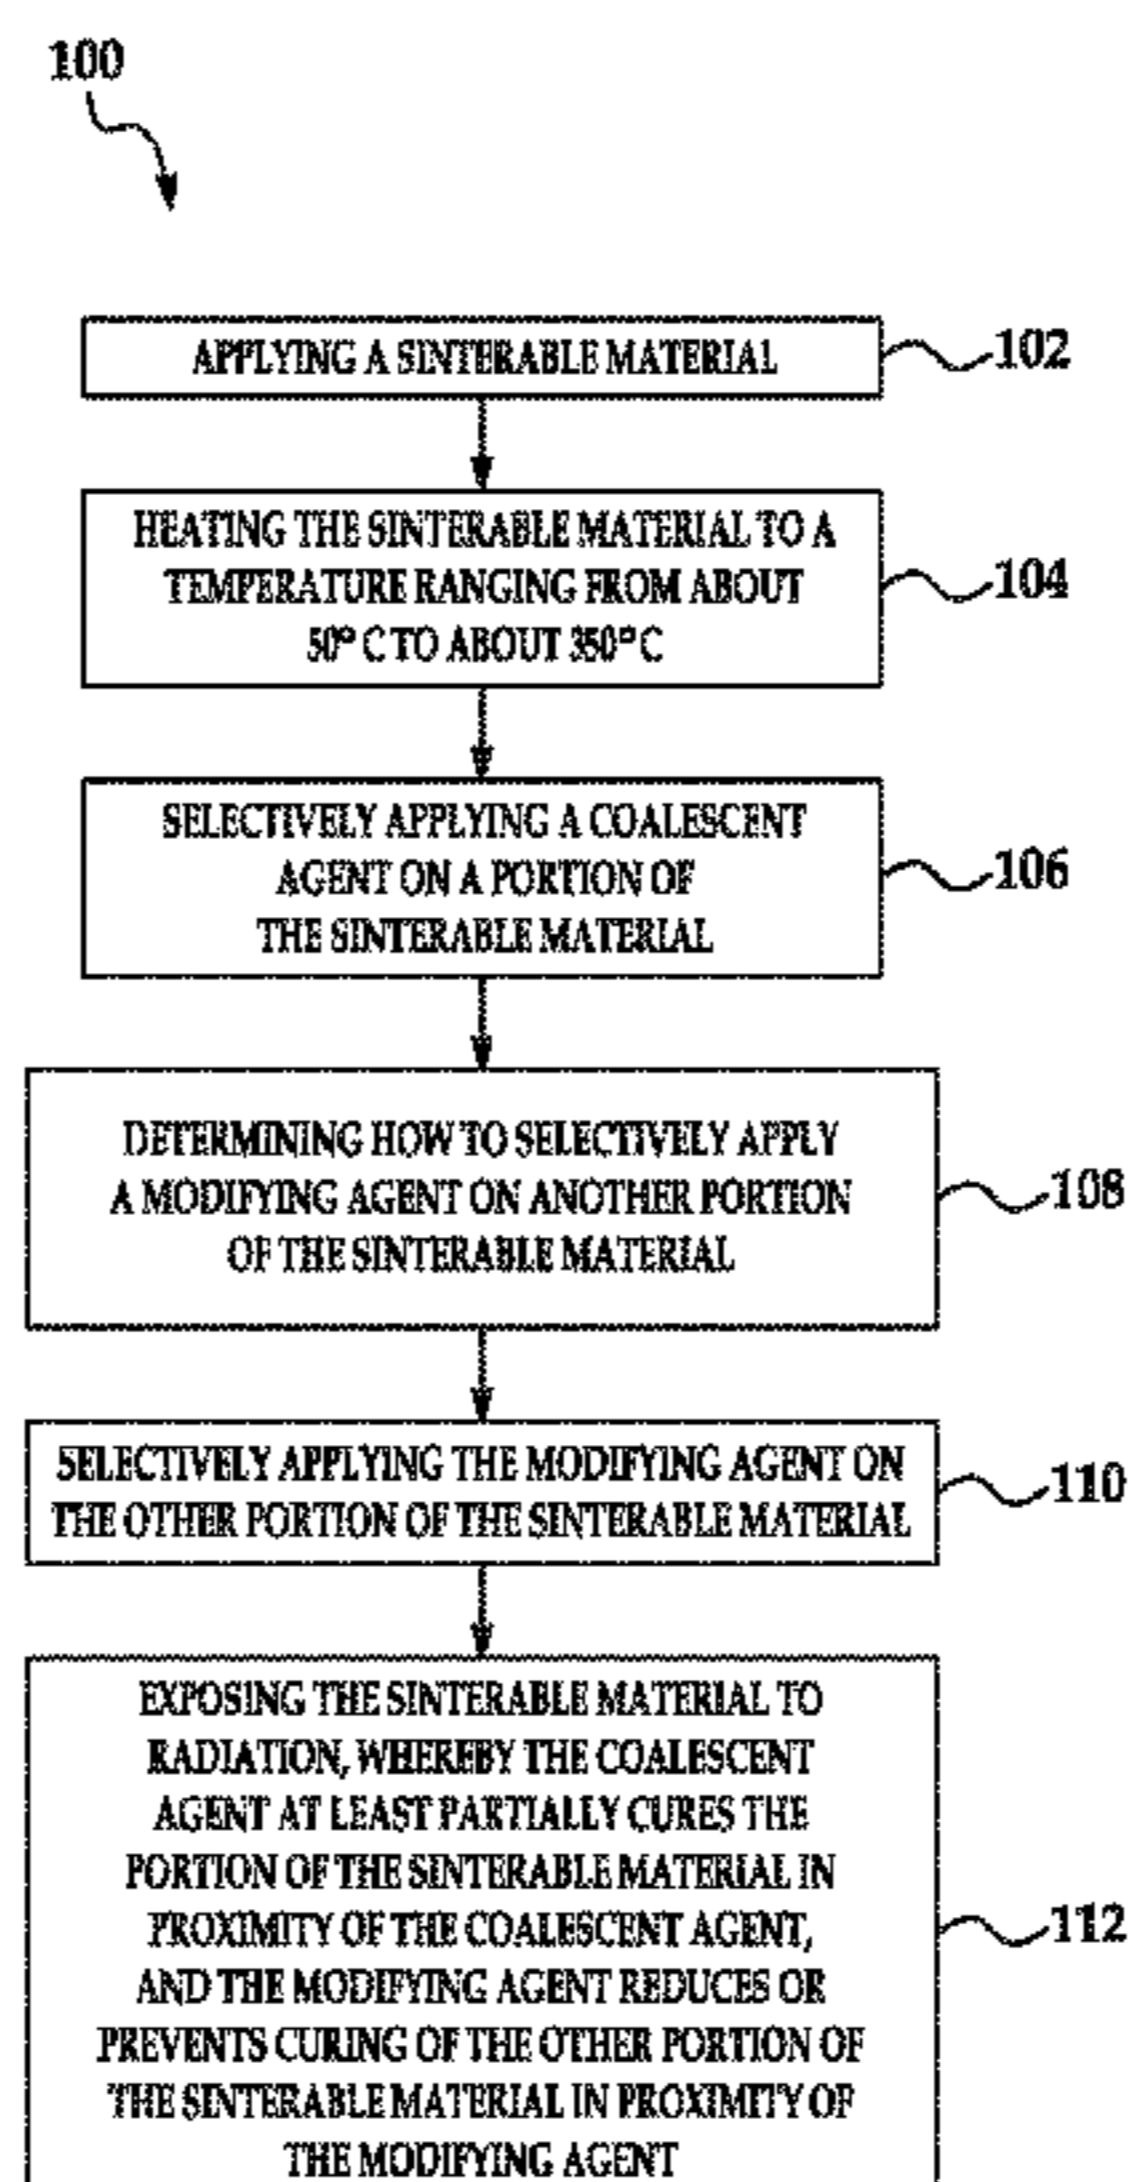 100
APPLYING A SINTERABLE MATERIAL
102
HEATING THE SINTERABLE MATERIAL TO A
TEMPERATURE RANGING FROM ABOUT
50° C TO ABOUT 350° C
104
SELECTIVELY APPLYING A COALESCENT
AGENT ON A PORTION OF
THE SINTERABLE MATERIAL
106
DETERMINING HOW TO SELECTIVELY APPLY
A MODIFYING AGENT ON ANOTHER PORTION
OF THE SINTERABLE MATERIAL
108
SELECTIVELY APPLYING THE MODIFYING AGENT ON
THE OTHER PORTION OF THE SINTERABLE MATERIAL
110
EXPOSING THE SINTERABLE MATERIAL TO
RADIATION, WHEREBY THE COALESCENT
AGENT AT LEAST PARTIALLY CURES THE
PORTION OF THE SINTERABLE MATERIAL IN
PROXIMITY OF THE COALESCENT AGENT,
AND THE MODIFYING AGENT REDUCES OR
PREVENTS CURING OF THE OTHER PORTION OF
THE SINTERABLE MATERIAL IN PROXIMITY OF
THE MODIFYING AGENT
112